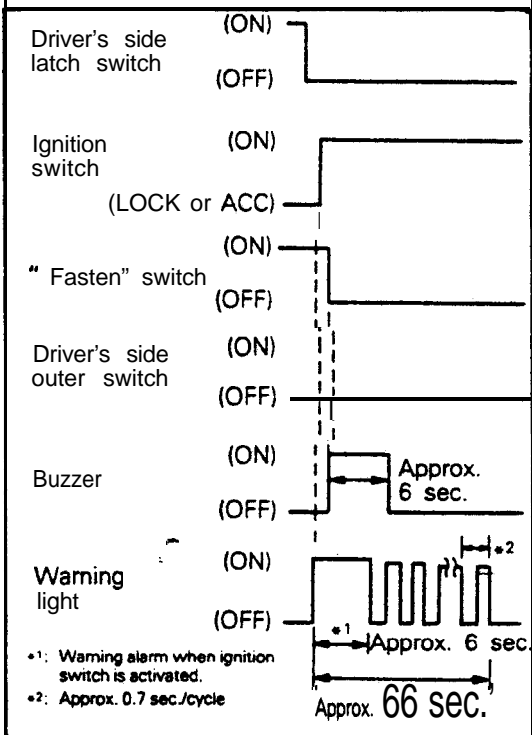 Driver's side
latch switch
(ON)
(OFF)
Ignition
switch
(ON)
(LOCK or ACC)
" Fasten" switch
(ON)
(OFF)
Driver's side
outer switch
(ON)
(OFF)
Buzzer
(ON)
(OFF)
Approx.
6 sec.
Warning
light
(ON)
(OFF)
*2
*1
Approx. 6 sec.
*1: Warning alarm when ignition
switch is activated.
*2: Approx. 0.7 sec./cycle
Approx. 66 sec.